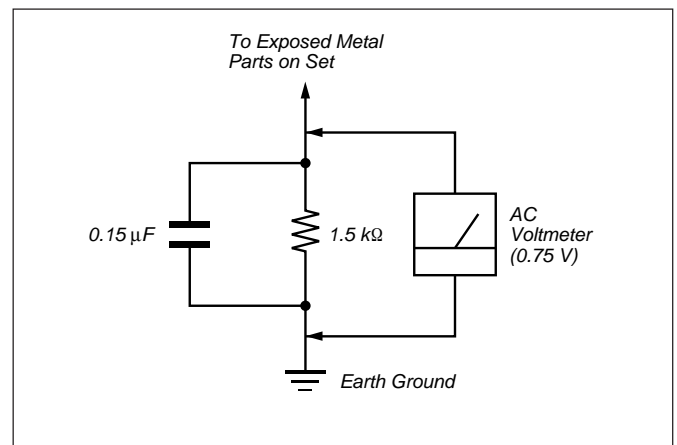 To Exposed Metal
Parts on Set
0.15 µF
1.5 kΩ
AC
Voltmeter
(0.75 V)
Earth Ground